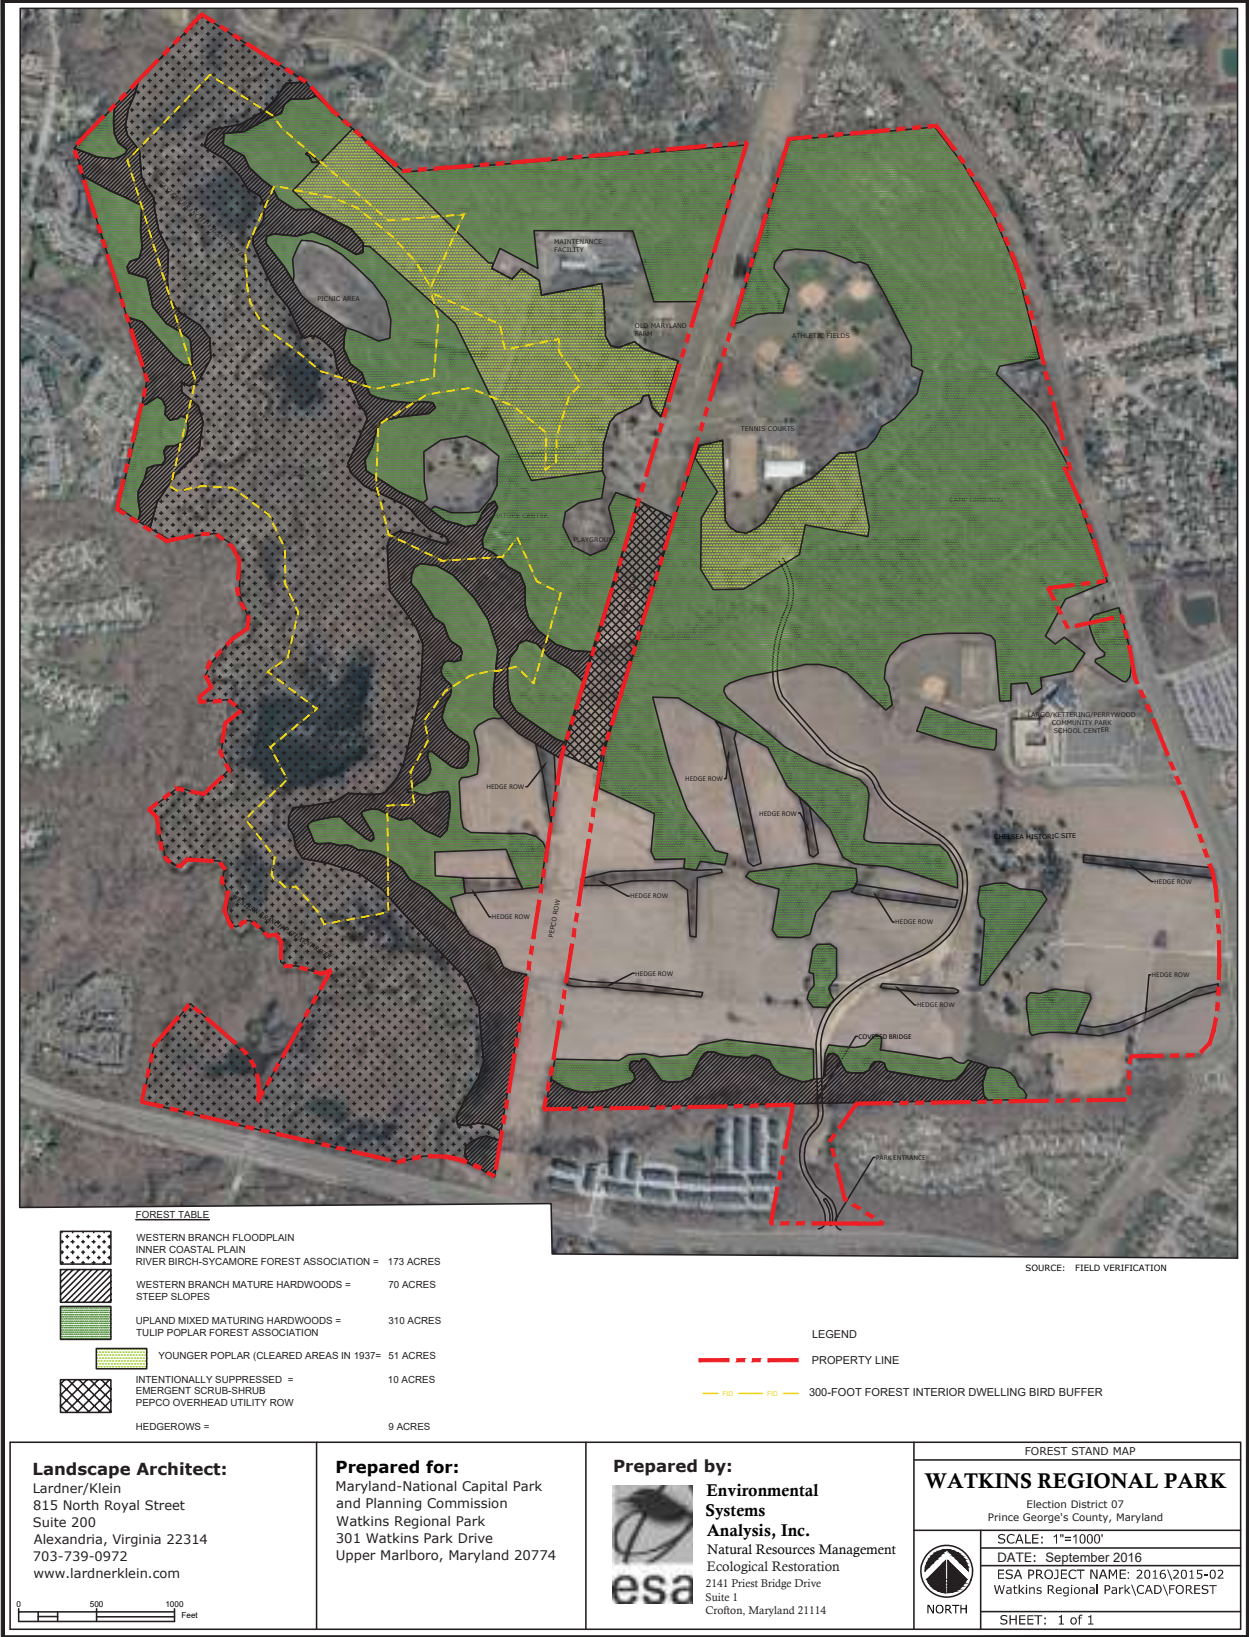 MAINTENANCE
FACILITY
PICNIC AREA
OLD MARYLAND
FARM
ATHLETIC FIELDS
TENNIS COURTS
CAMP GROUNDS
NATURE CENTER
PLAYGROUND
LARGO/KETTERING/PERRYWOOD
COMMUNITY PARK
SCHOOL CENTER
HEDGE ROW
HEDGE ROW
HEDGE ROW
CHELSEA HISTORIC SITE
HEDGE ROW
HEDGE ROW
HEDGE ROW
HEDGE ROW
PEPCO ROW
HEDGE ROW
HEDGE ROW
HEDGE ROW
COVERED BRIDGE
PARK ENTRANCE
FOREST TABLE
WESTERN BRANCH FLOODPLAIN
INNER COASTAL PLAIN
RIVER BIRCH-SYCAMORE FOREST ASSOCIATION = 173 ACRES
WESTERN BRANCH MATURE HARDWOODS = 70 ACRES
STEEP SLOPES
UPLAND MIXED MATURING HARDWOODS = 310 ACRES
TULIP POPLAR FOREST ASSOCIATION
YOUNGER POPLAR (CLEARED AREAS IN 1937= 51 ACRES
INTENTIONALLY SUPPRESSED = 10 ACRES
EMERGENT SCRUB-SHRUB
PEPCO OVERHEAD UTILITY ROW
HEDGEROWS = 9 ACRES
SOURCE: FIELD VERIFICATION
LEGEND
PROPERTY LINE
FID FID 300-FOOT FOREST INTERIOR DWELLING BIRD BUFFER
Landscape Architect:
Lardner/Klein
815 North Royal Street
Suite 200
Alexandria, Virginia 22314
703-739-0972
www.lardnerklein.com
0 500 1000
Feet
Prepared for:
Maryland-National Capital Park
and Planning Commission
Watkins Regional Park
301 Watkins Park Drive
Upper Marlboro, Maryland 20774
Prepared by:
esa
Environmental
Systems
Analysis, Inc.
Natural Resources Management
Ecological Restoration
2141 Priest Bridge Drive
Suite 1
Crofton, Maryland 21114
FOREST STAND MAP
WATKINS REGIONAL PARK
Election District 07
Prince George's County, Maryland
NORTH
SCALE: 1"=1000'
DATE: September 2016
ESA PROJECT NAME: 2016\2015-02
Watkins Regional Park\CAD\FOREST
SHEET: 1 of 1